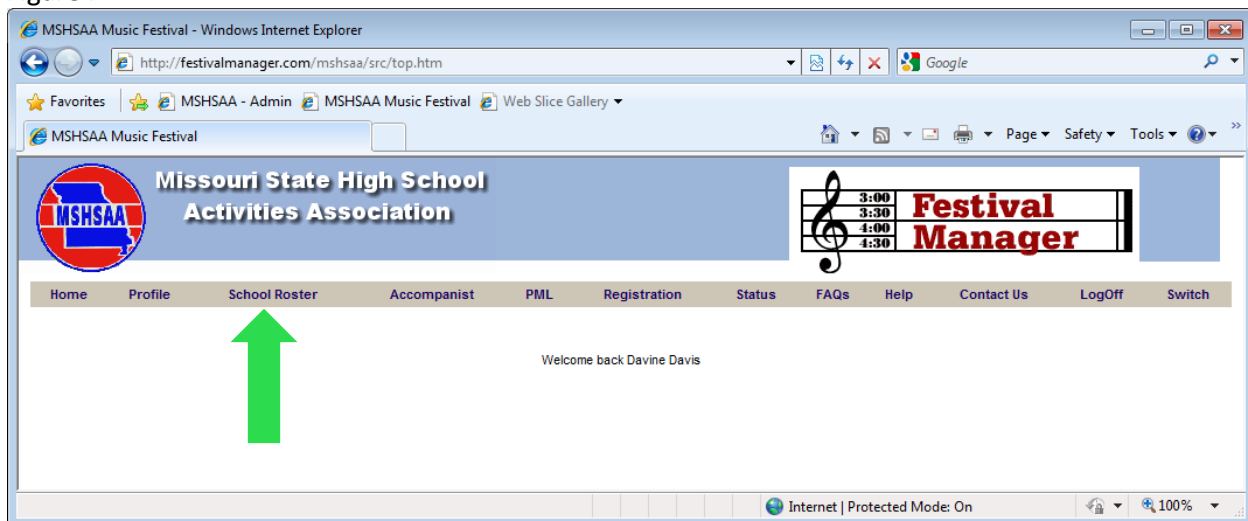 MSHSAA Music Festival - Windows Internet Explorer
http://festivalmanager.com/mshsaa/src/top.htm
Google
Favorites MSHSAA - Admin MSHSAA Music Festival Web Slice Gallery
MSHSAA Music Festival Page Safety Tools
Missouri State High School
Activities Association
MSHSAA
3:00
3:30
4:00
4:30
Festival
Manager
Home Profile School Roster Accompanist PML Registration Status FAQs Help Contact Us LogOff Switch
Welcome back Davine Davis
Internet | Protected Mode: On 100%